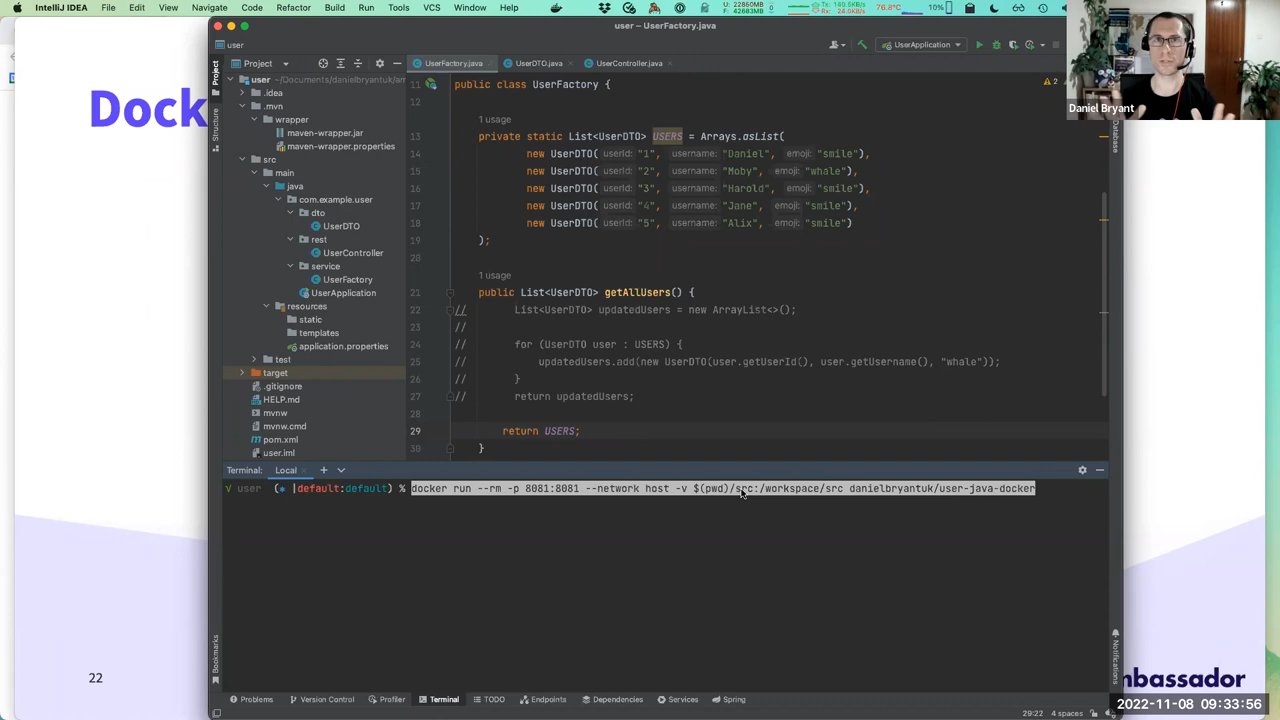 IntelliJ IDEA File Edit View Navigate Code Refactor Build Run Tools Git Window Help
user – UserFactory.java
user
UserApplication
Daniel Bryant
Dock
Project
UserFactory.java
UserDTO.java
UserController.java
user ~/Documents/danielbryantuk/am
.idea
.mvn
wrapper
maven-wrapper.jar
maven-wrapper.properties
src
main
java
com.example.user
dto
UserDTO
rest
UserController
service
UserFactory
UserApplication
resources
static
templates
application.properties
test
target
.gitignore
HELP.md
mvnw
mvnw.cmd
pom.xml
user.iml
Project
Structure
Bookmarks
Database
Notifications
2
11 public class UserFactory {
12
1 usage
13 private static List<UserDTO> USERS = Arrays.asList(
14 new UserDTO( userId: "1", username: "Daniel", emoji: "smile"),
15 new UserDTO( userId: "2", username: "Moby", emoji: "whale"),
16 new UserDTO( userId: "3", username: "Harold", emoji: "smile"),
17 new UserDTO( userId: "4", username: "Jane", emoji: "smile"),
18 new UserDTO( userId: "5", username: "Alix", emoji: "smile")
19 );
20
1 usage
21 public List<UserDTO> getAllUsers() {
22 // List<UserDTO> updatedUsers = new ArrayList<>();
23 //
24 // for (UserDTO user : USERS) {
25 // updatedUsers.add(new UserDTO(user.getUserId(), user.getUsername(), "whale"));
26 // }
27 // return updatedUsers;
28
29 return USERS;
30 }
Terminal: Local
√ user (● |default:default) % docker run --rm -p 8081:8081 --network host -v $(pwd)/src:/workspace/src danielbryantuk/user-java-docker
Problems Version Control Profiler Terminal TODO Endpoints Dependencies Services Spring
29:22 4 spaces
22
mbassador
2022-11-08 09:33:56